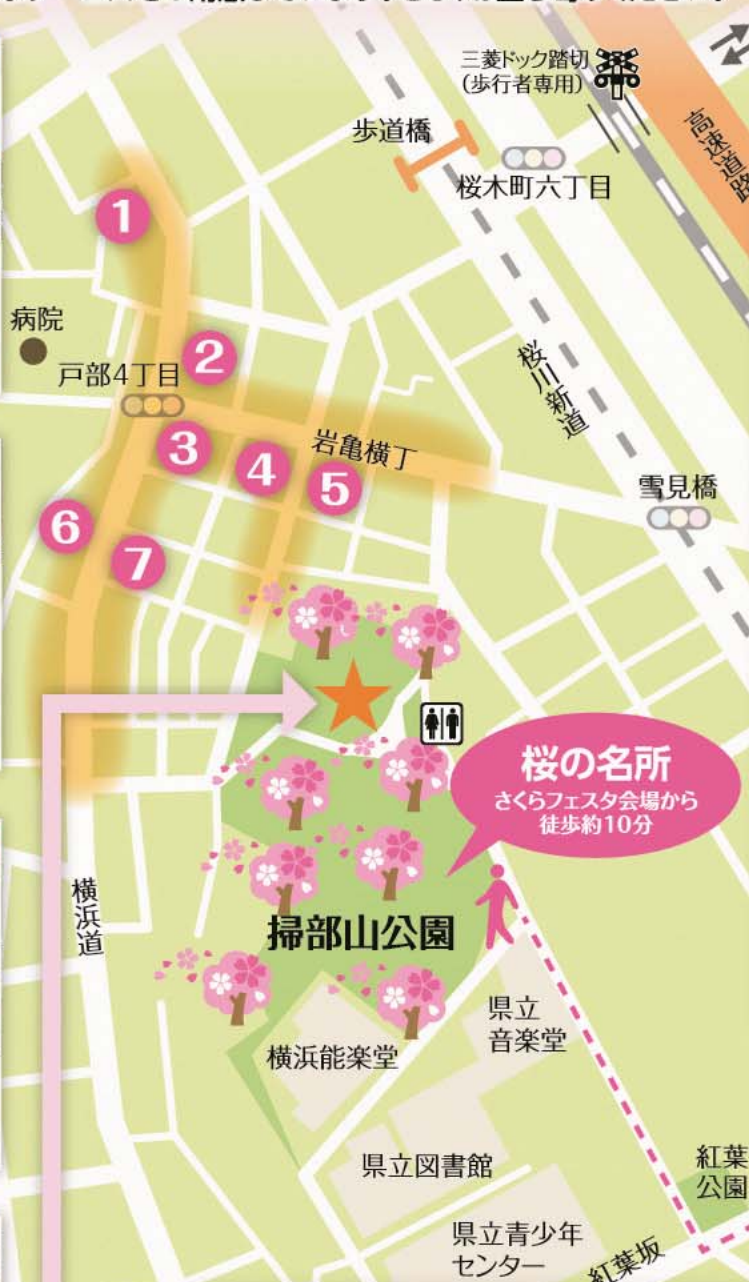 三菱ドック踏切
(歩行者専用)
高速道路
歩道橋
桜木町六丁目
1
病院
2
戸部4丁目
桜川新道
3
4
岩亀横丁
5
雪見橋
6
7
桜の名所
さくらフェスタ会場から
徒歩約10分
横浜道
掃部山公園
県立
音楽堂
横浜能楽堂
県立図書館
紅葉
公園
県立青少年
センター
紅葉坂